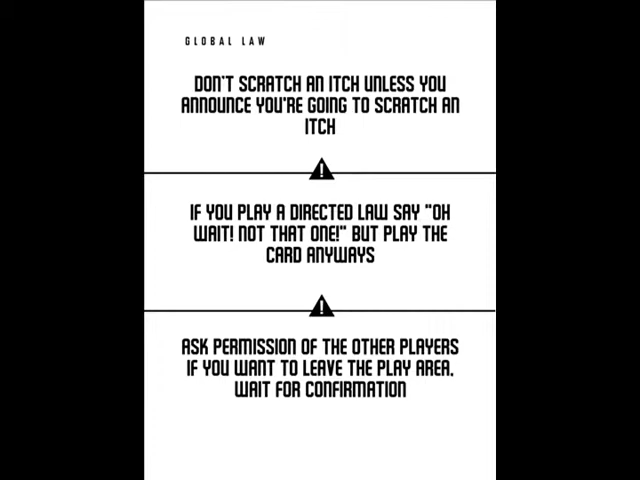 GLOBAL LAW
DON'T SCRATCH AN ITCH UNLESS YOU
ANNOUNCE YOU'RE GOING TO SCRATCH AN
ITCH
IF YOU PLAY A DIRECTED LAW SAY "OH
WAIT! NOT THAT ONE!" BUT PLAY THE
CARD ANYWAYS
ASK PERMISSION OF THE OTHER PLAYERS
IF YOU WANT TO LEAVE THE PLAY AREA.
WAIT FOR CONFIRMATION